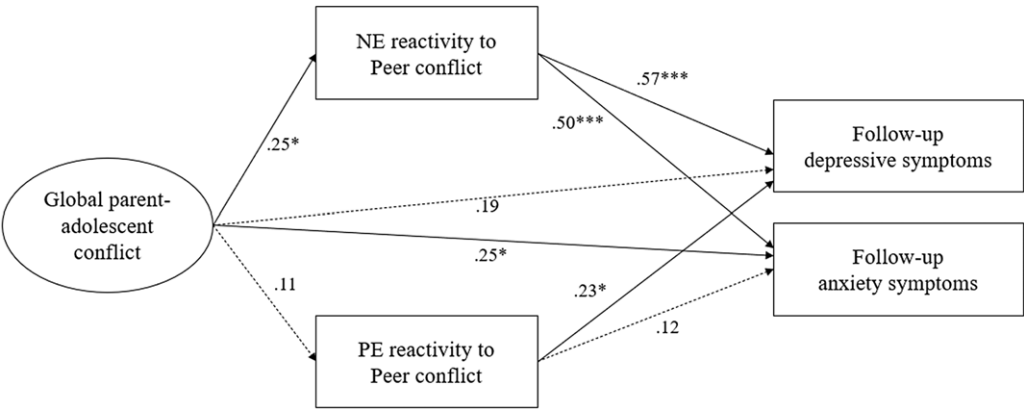 NE reactivity to
Peer conflict
.57***
.50***
.25*
Follow-up
depressive symptoms
Global parent-
adolescent
conflict
.19
.25*
Follow-up
anxiety symptoms
.11
.23*
.12
PE reactivity to
Peer conflict